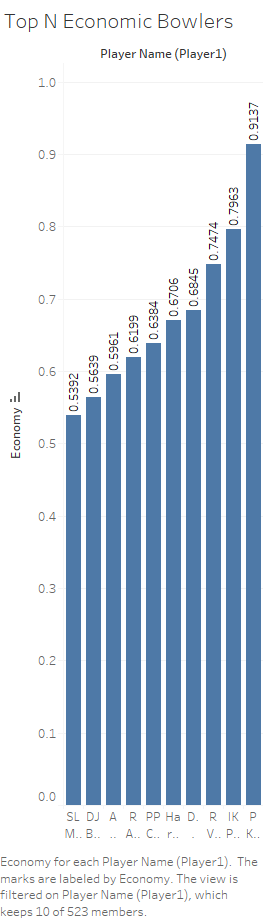 Top N Economic Bowlers
Player Name (Player1)
1.0
0.9
0.8
0.7
0.6
0.5
0.4
0.3
0.2
0.1
0.0
Economy
0.5392
0.5639
0.5961
0.6199
0.6384
0.6706
0.6845
0.7474
0.7963
0.9137
SL DJ A R PP Ha D. R IK P
M.. B.. .. A.. C.. r.. . V.. P.. K..
Economy for each Player Name (Player1). The
marks are labeled by Economy. The view is
filtered on Player Name (Player1), which
keeps 10 of 523 members.